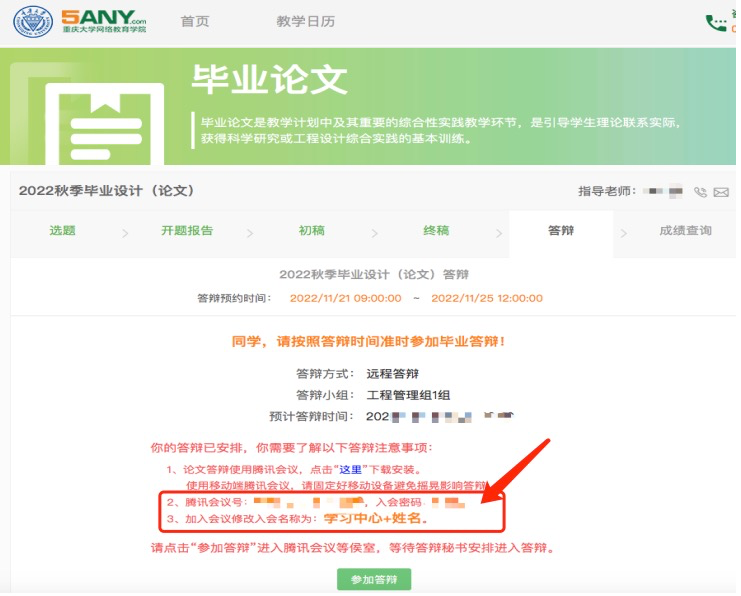 5ANY.com
重庆大学网络教育学院
首页 教学日历
毕业论文
毕业论文是教学计划中及其重要的综合性实践教学环节，是引导学生理论联系实际，
获得科学研究或工程设计综合实践的基本训练。
2022秋季毕业设计（论文） 指导老师：
选题 开题报告 初稿 终稿 答辩 成绩查询
2022秋季毕业设计（论文）答辩
答辩预约时间： 2022/11/21 09:00:00 ~ 2022/11/25 12:00:00
同学，请按照答辩时间准时参加毕业答辩！
答辩方式： 远程答辩
答辩小组： 工程管理组1组
预计答辩时间： 202
你的答辩已安排，你需要了解以下答辩注意事项：
1、论文答辩使用腾讯会议，点击“这里”下载安装。
使用移动端腾讯会议，请固定好移动设备避免摇晃影响答辩
2、腾讯会议号： ，入会密码
3、加入会议修改入会名称为：学习中心+姓名。
请点击“参加答辩”进入腾讯会议等侯室，等待答辩秘书安排进入答辩。
参加答辩